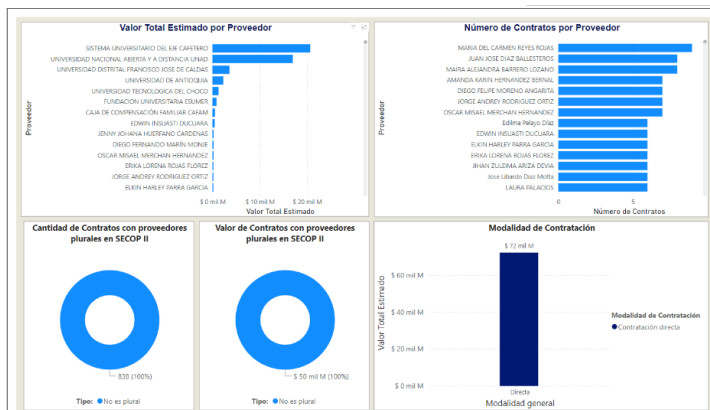 Valor Total Estimado por Proveedor
Proveedor
SISTEMA UNIVERSITARIO DEL EJE CAFETERO
UNIVERSIDAD NACIONAL ABIERTA Y A DISTANCIA UNAD
UNIVERSIDAD DISTRITAL FRANCISCO JOSE DE CALDAS
UNIVERSIDAD DE ANTIOQUIA
UNIVERSIDAD TECNOLOGICA DEL CHOCO
FUNDACION UNIVERSITARIA ESUMER
CAJA DE COMPENSACIÓN FAMILIAR CAFAM
EDWIN INSUASTI DUCUARA
JENNY JOHANA HUERFANO CARDENAS
DIEGO FERNANDO MARÍN MONJE
OSCAR MISAEL MERCHAN HERNANDEZ
ERIKA LORENA ROJAS FLOREZ
JORGE ANDREY RODRIGUEZ ORTIZ
ELKIN HARLEY PARRA GARCIA
$ 0 mil M $ 10 mil M $ 20 mil M
Valor Total Estimado
Número de Contratos por Proveedor
Proveedor
MARIA DEL CARMEN REYES ROJAS
JUAN JOSE DIAZ BALLESTEROS
MAIRA ALEJANDRA BARRERO LOZANO
AMANDA KARIN HERNANDEZ BERNAL
DIEGO FELIPE MORENO ANGARITA
JORGE ANDREY RODRIGUEZ ORTIZ
OSCAR MISAEL MERCHAN HERNANDEZ
Edilma Pelayo Díaz
EDWIN INSUASTI DUCUARA
ELKIN HARLEY PARRA GARCIA
ERIKA LORENA ROJAS FLOREZ
JIHAN ZULEIMA ARIZA DEVIA
Jose Libardo Diaz Motta
LAURA PALACIOS
0 5
Número de Contratos
Cantidad de Contratos con proveedores
plurales en SECOP II
838 (100%)
Tipo: No es plural
Valor de Contratos con proveedores
plurales en SECOP II
$ 50 mil M (100%)
Tipo: No es plural
Modalidad de Contratación
Valor Total Estimado
$ 72 mil M
$ 60 mil M
$ 40 mil M
$ 20 mil M
$ 0 mil M
Directa
Modalidad general
Modalidad de Contratación
Contratación directa